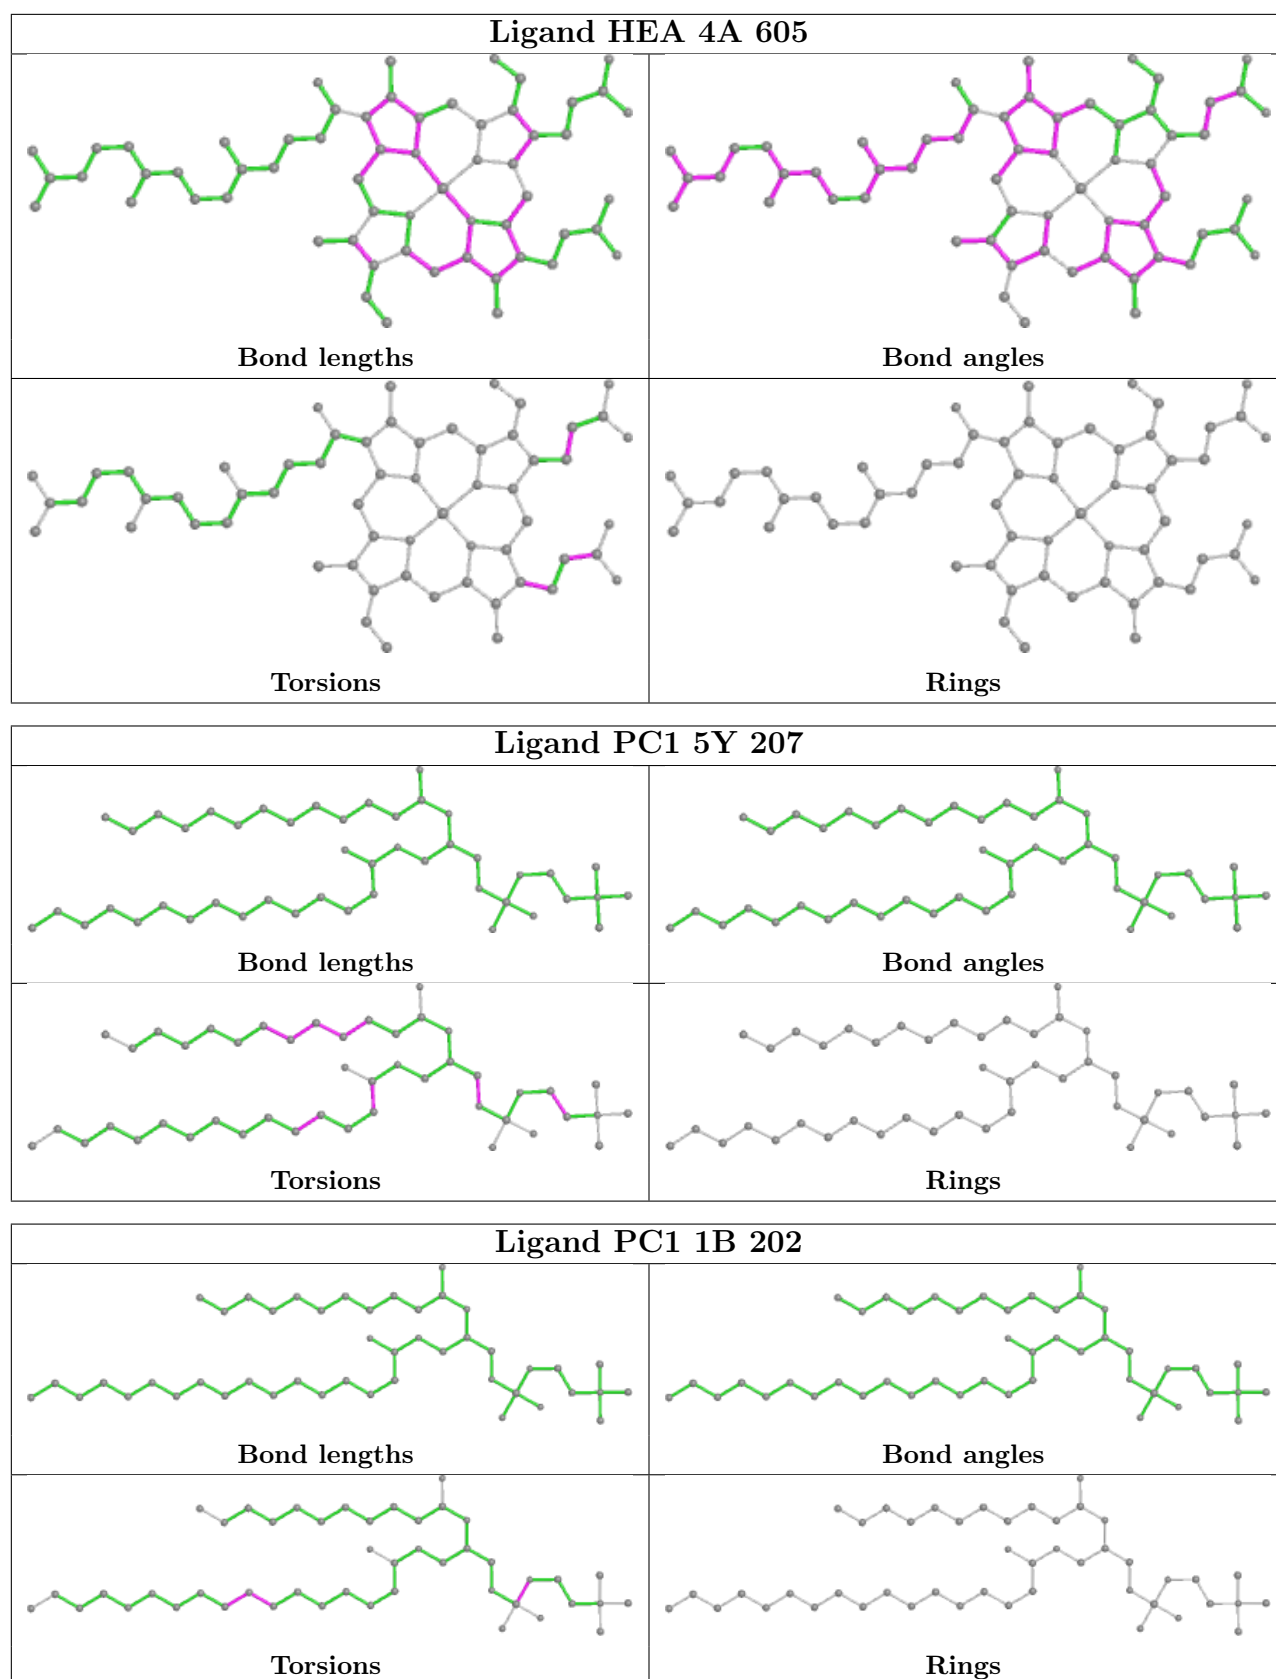 Ligand HEA 4A 605
Bond lengths
Bond angles
Torsions
Rings
Ligand PC1 5Y 207
Bond lengths
Bond angles
Torsions
Rings
Ligand PC1 1B 202
Bond lengths
Bond angles
Torsions
Rings